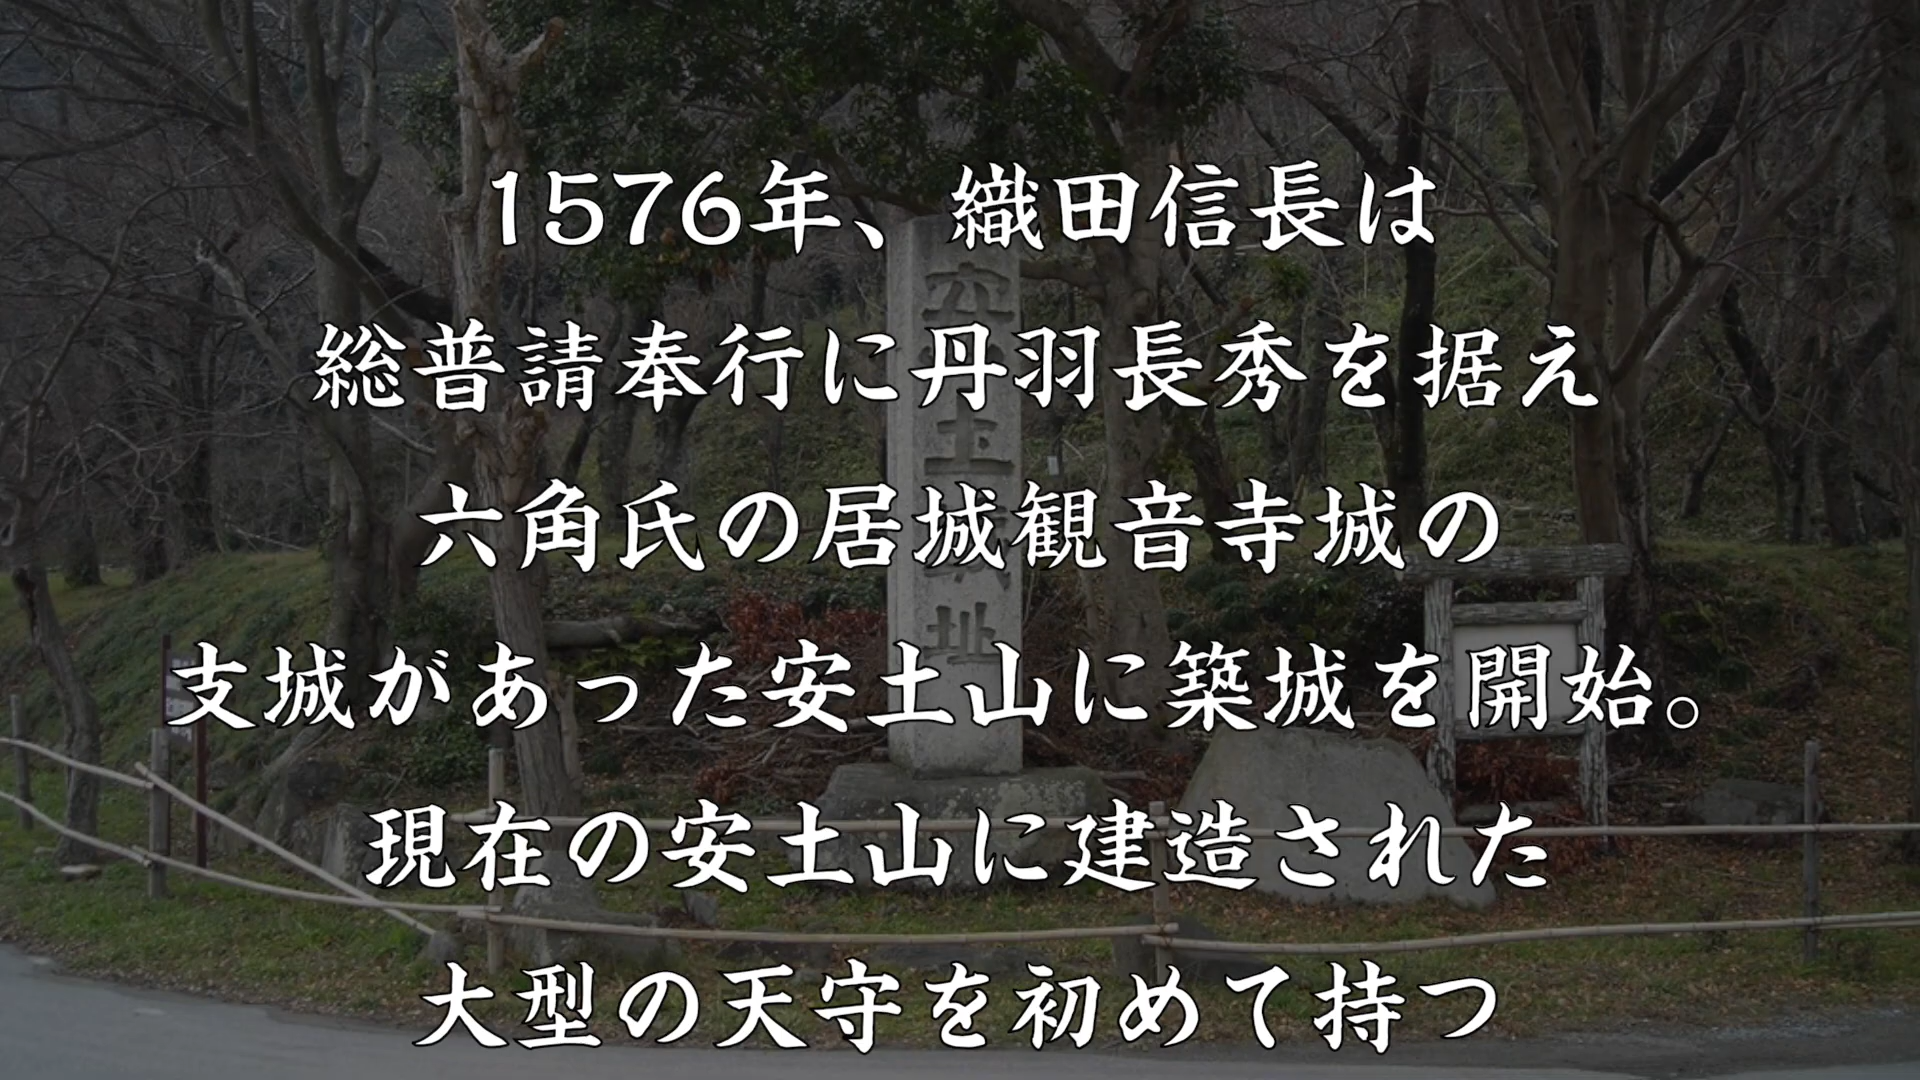 1576年、織田信長は
総普請奉行に丹羽長秀を据え
六角氏の居城観音寺城の
支城があった安土山に築城を開始。
現在の安土山に建造された
大型の天守を初めて持つ